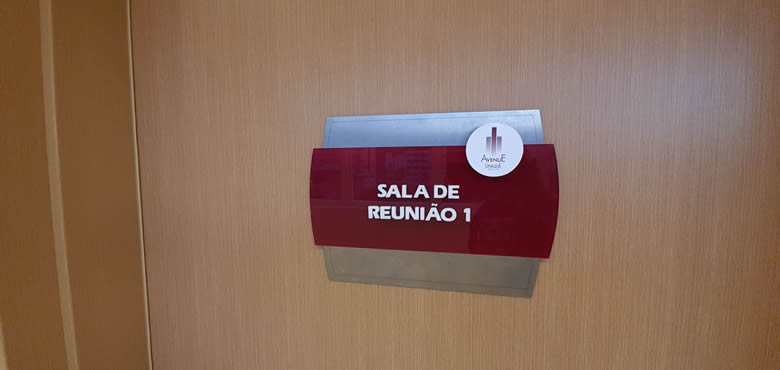 AVENUE
UNIQUE
SALA DE
REUNIÃO 1